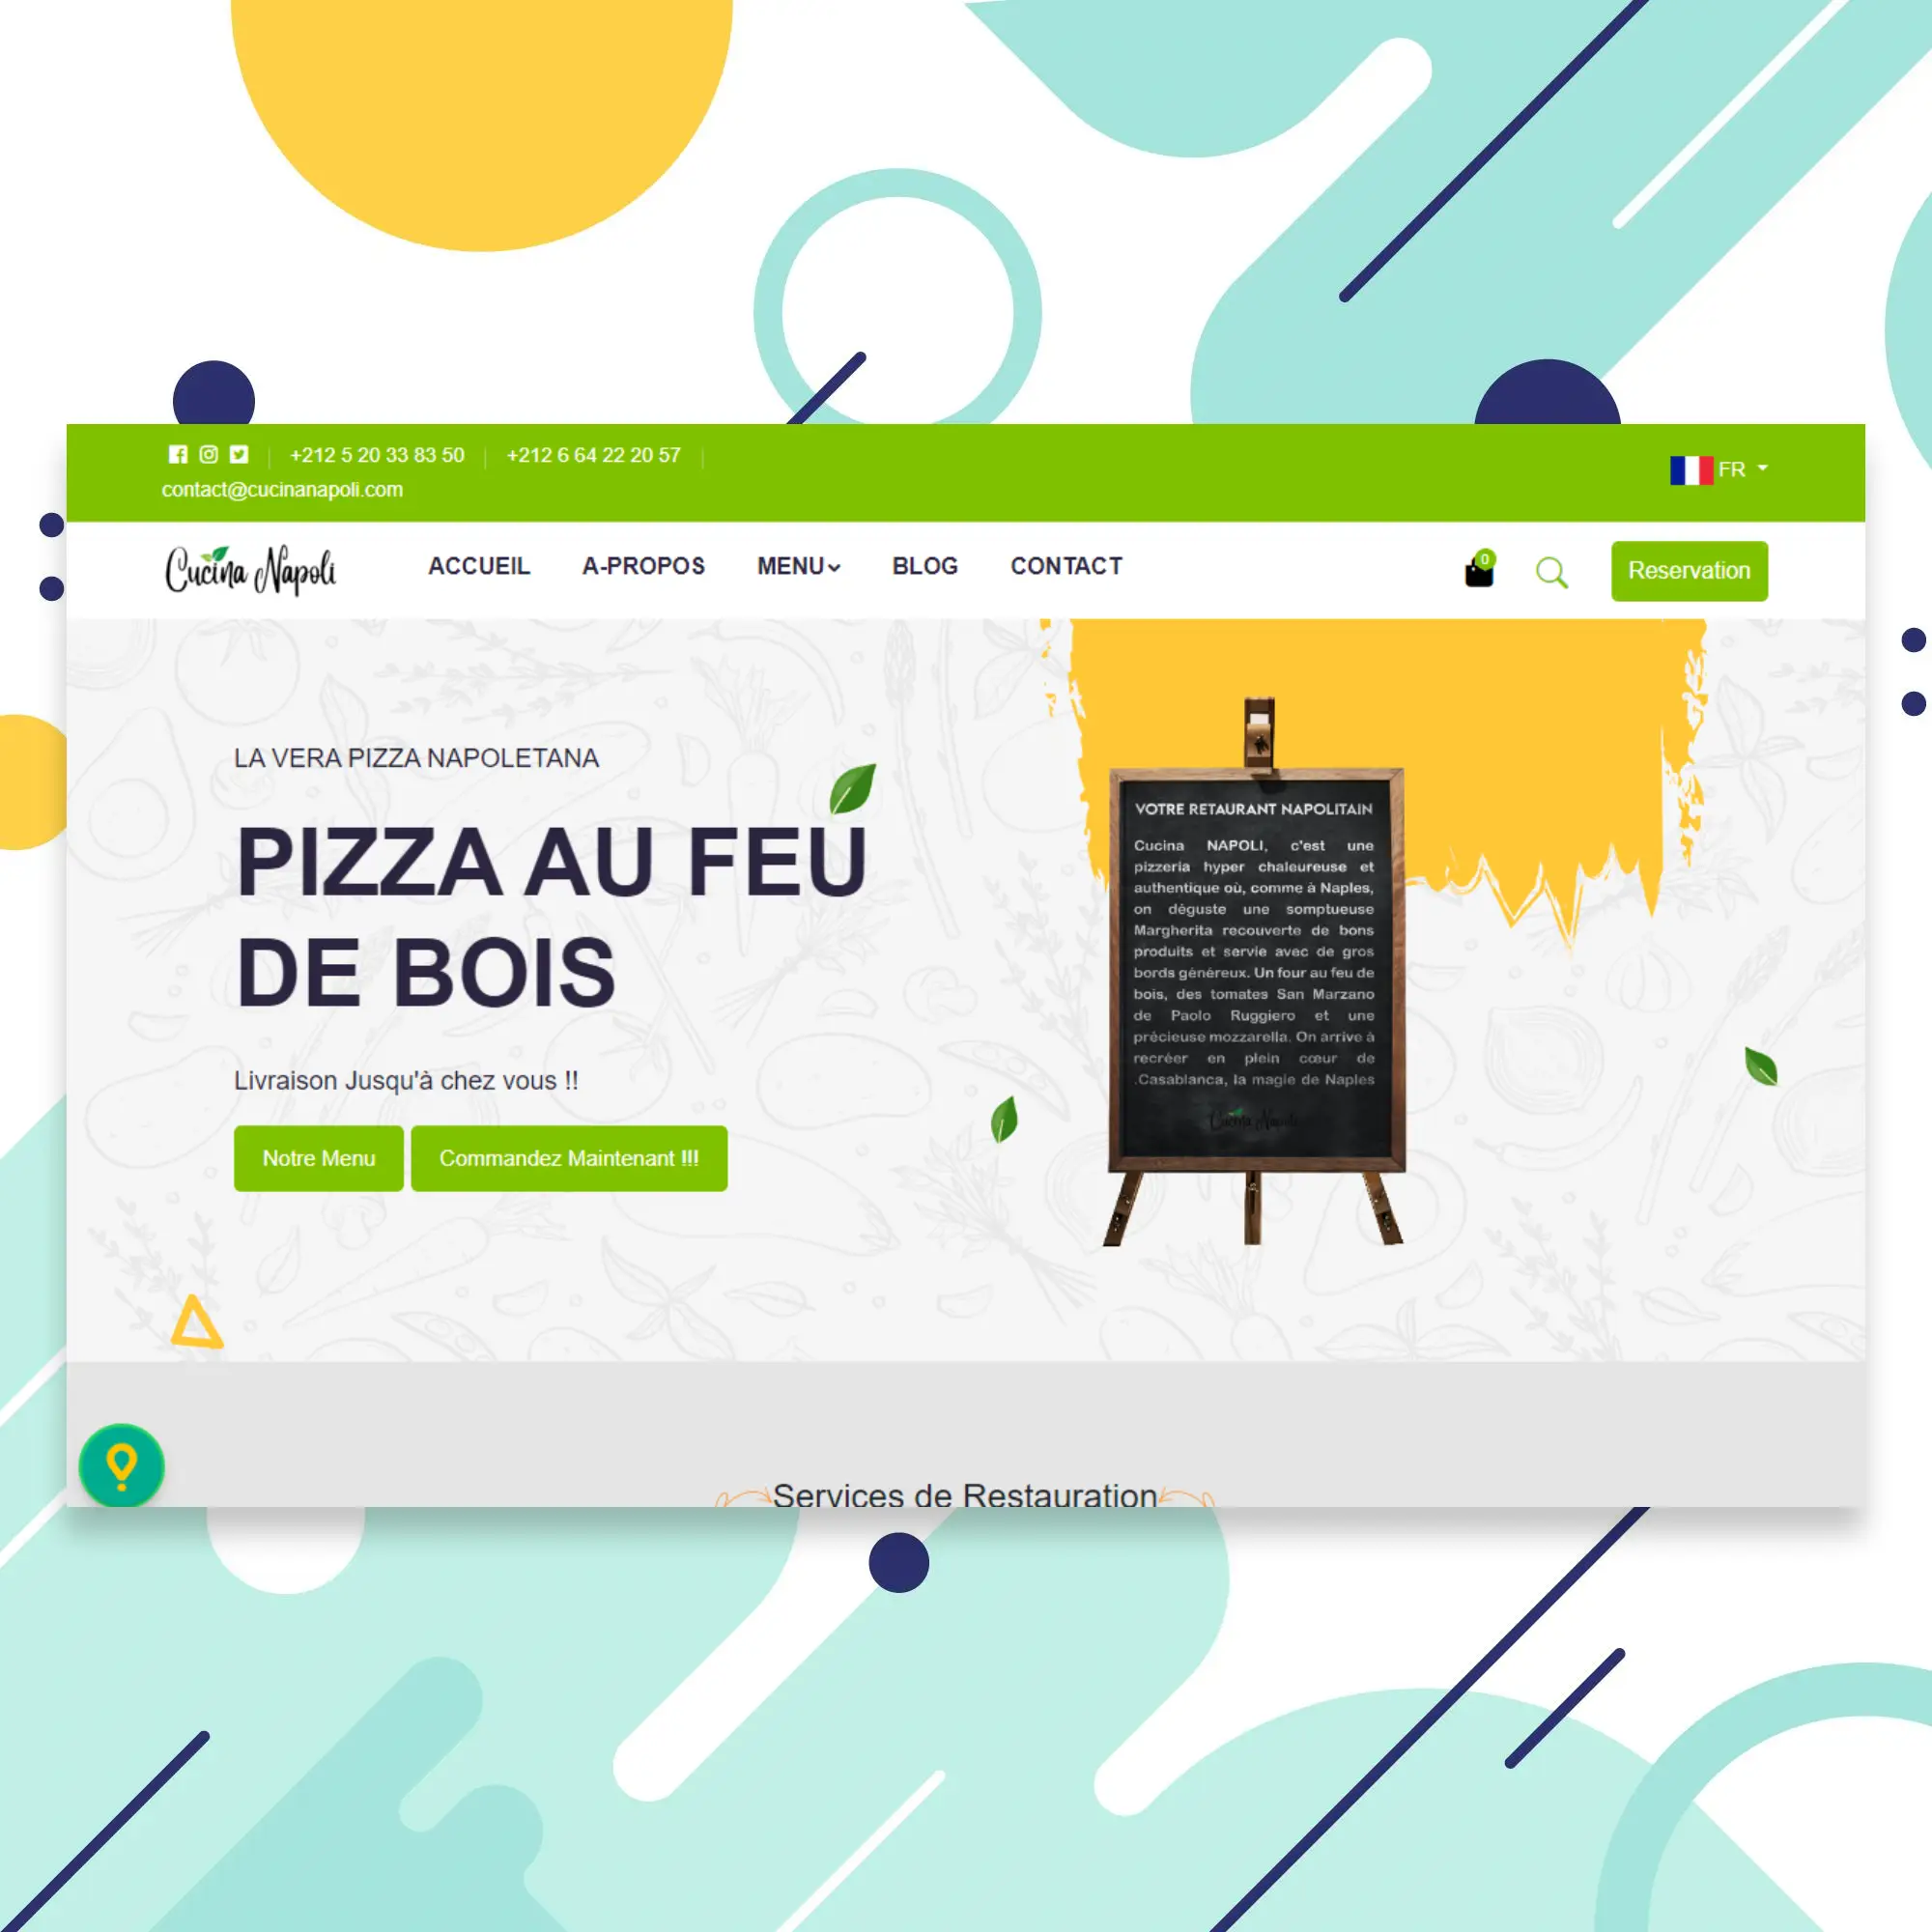 +212 5 20 33 83 50
+212 6 64 22 20 57
contact@cucinanapoli.com
FR
Cucina Napoli
ACCUEIL
A-PROPOS
MENU
BLOG
CONTACT
0
Reservation
LA VERA PIZZA NAPOLETANA
PIZZA AU FEU
DE BOIS
Livraison Jusqu'à chez vous !!
Notre Menu
Commandez Maintenant !!!
VOTRE RETAURANT NAPOLITAIN
Cucina NAPOLI, c'est une
pizzeria hyper chaleureuse et
authentique où, comme à Naples,
on déguste une somptueuse
Margherita recouverte de bons
produits et servie avec de gros
bords généreux. Un four au feu de
bois, des tomates San Marzano
de Paolo Ruggiero et une
précieuse mozzarella. On arrive à
recréer en plein cœur de
.Casablanca, la magie de Naples
Cucina Napoli
Services de Restauration